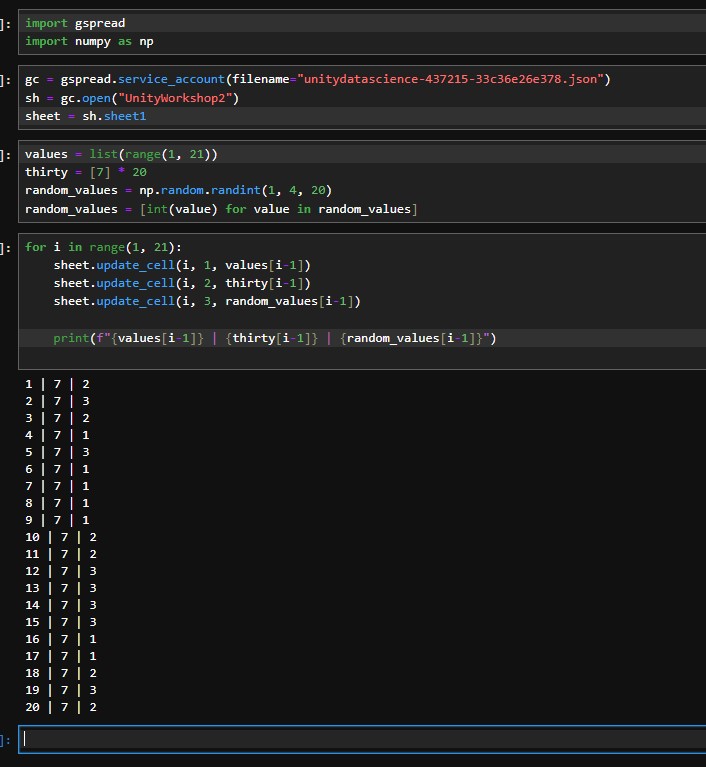 ]:
import gspread
import numpy as np
]:
gc = gspread.service_account(filename="unitydatascience-437215-33c36e26e378.json")
sh = gc.open("UnityWorkshop2")
sheet = sh.sheet1
]:
values = list(range(1, 21))
thirty = [7] * 20
random_values = np.random.randint(1, 4, 20)
random_values = [int(value) for value in random_values]
]:
for i in range(1, 21):
    sheet.update_cell(i, 1, values[i-1])
    sheet.update_cell(i, 2, thirty[i-1])
    sheet.update_cell(i, 3, random_values[i-1])
    print(f"{values[i-1]} | {thirty[i-1]} | {random_values[i-1]}")
1 | 7 | 2
2 | 7 | 3
3 | 7 | 2
4 | 7 | 1
5 | 7 | 3
6 | 7 | 1
7 | 7 | 1
8 | 7 | 1
9 | 7 | 1
10 | 7 | 2
11 | 7 | 2
12 | 7 | 3
13 | 7 | 3
14 | 7 | 3
15 | 7 | 3
16 | 7 | 1
17 | 7 | 1
18 | 7 | 2
19 | 7 | 3
20 | 7 | 2
]: